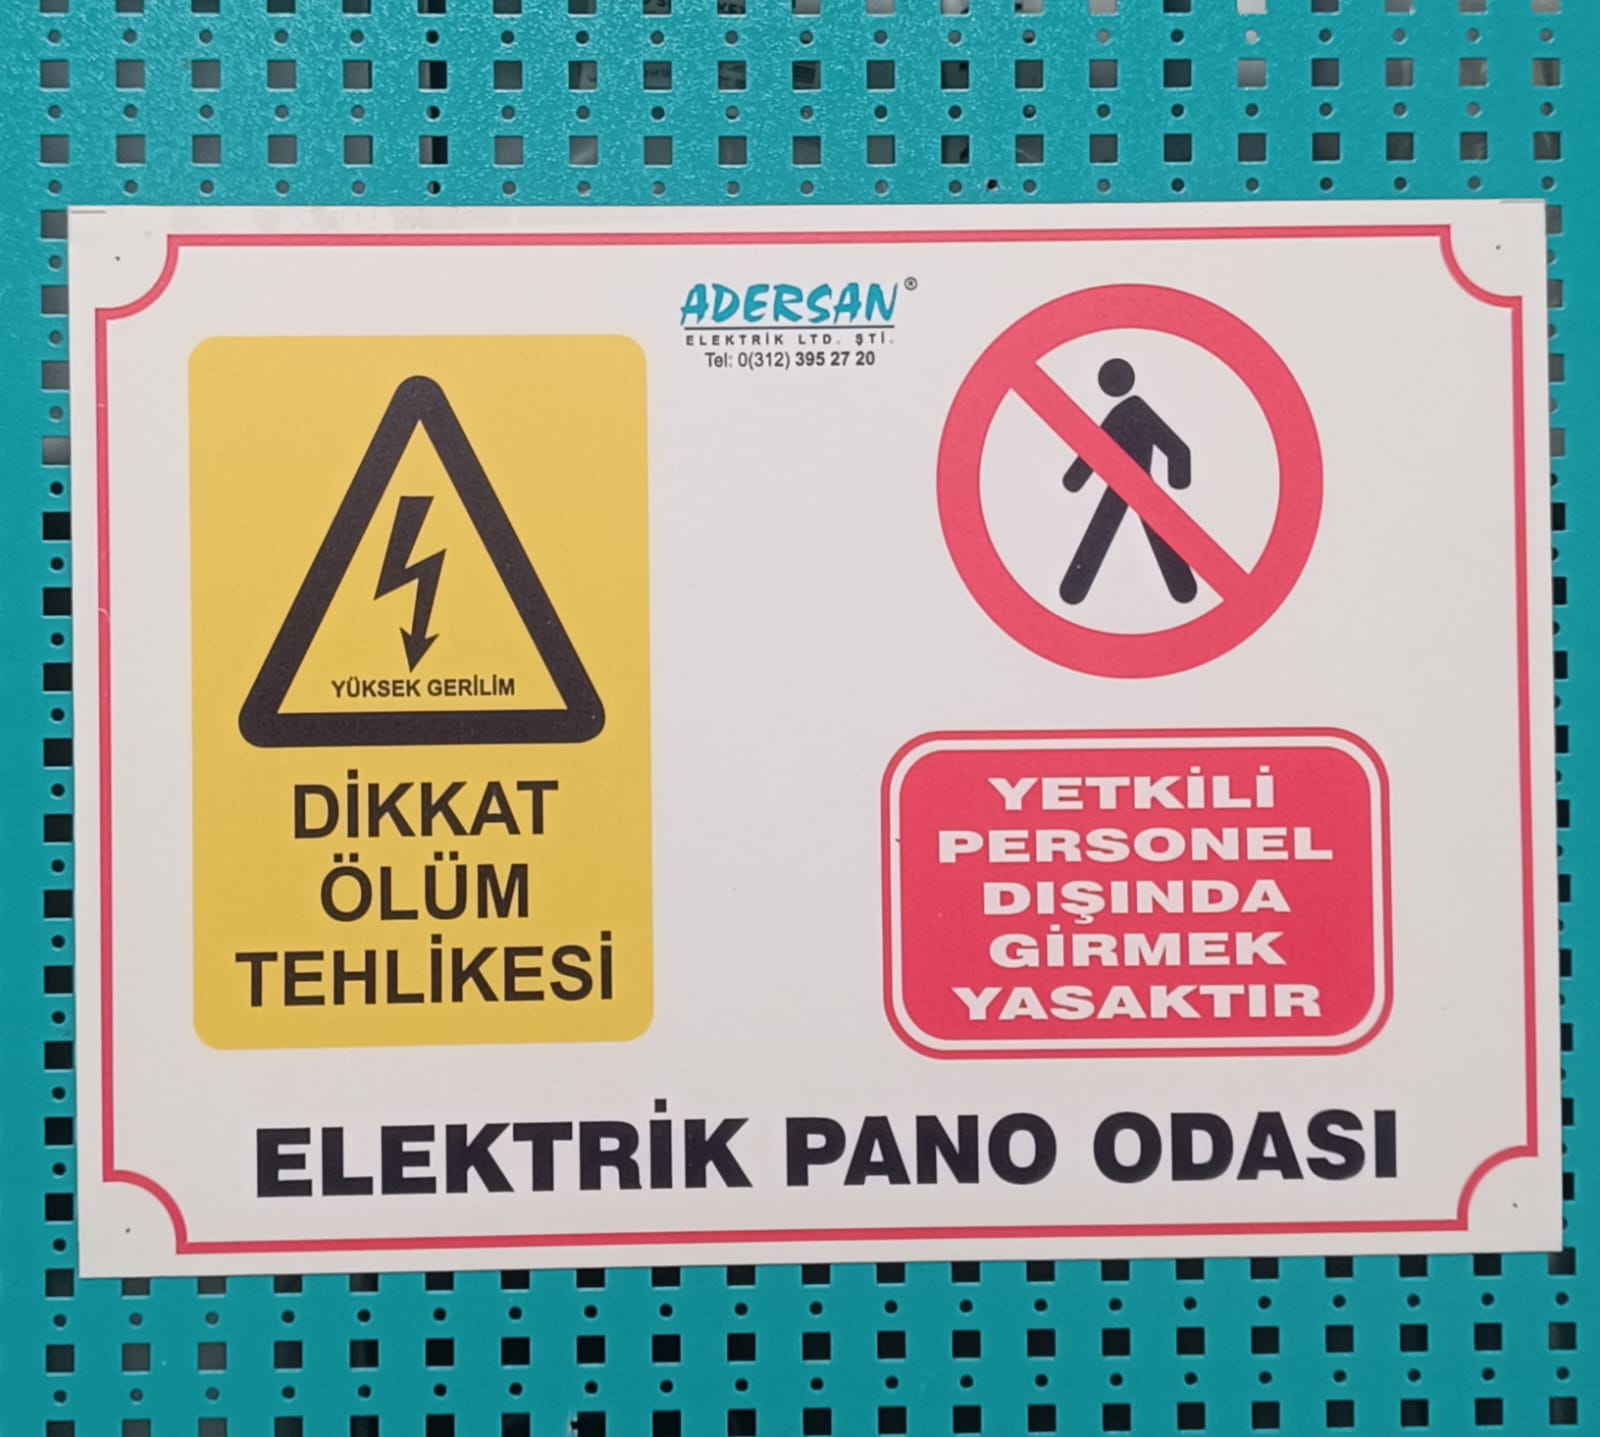 ADERSAN®
ELEKTRİK LTD. ŞTİ.
Tel: 0(312) 395 27 20
YÜKSEK GERİLİM
DİKKAT
ÖLÜM
TEHLİKESİ
YETKİLİ
PERSONEL
DIŞINDA
GİRMEK
YASAKTIR
ELEKTRİK PANO ODASI